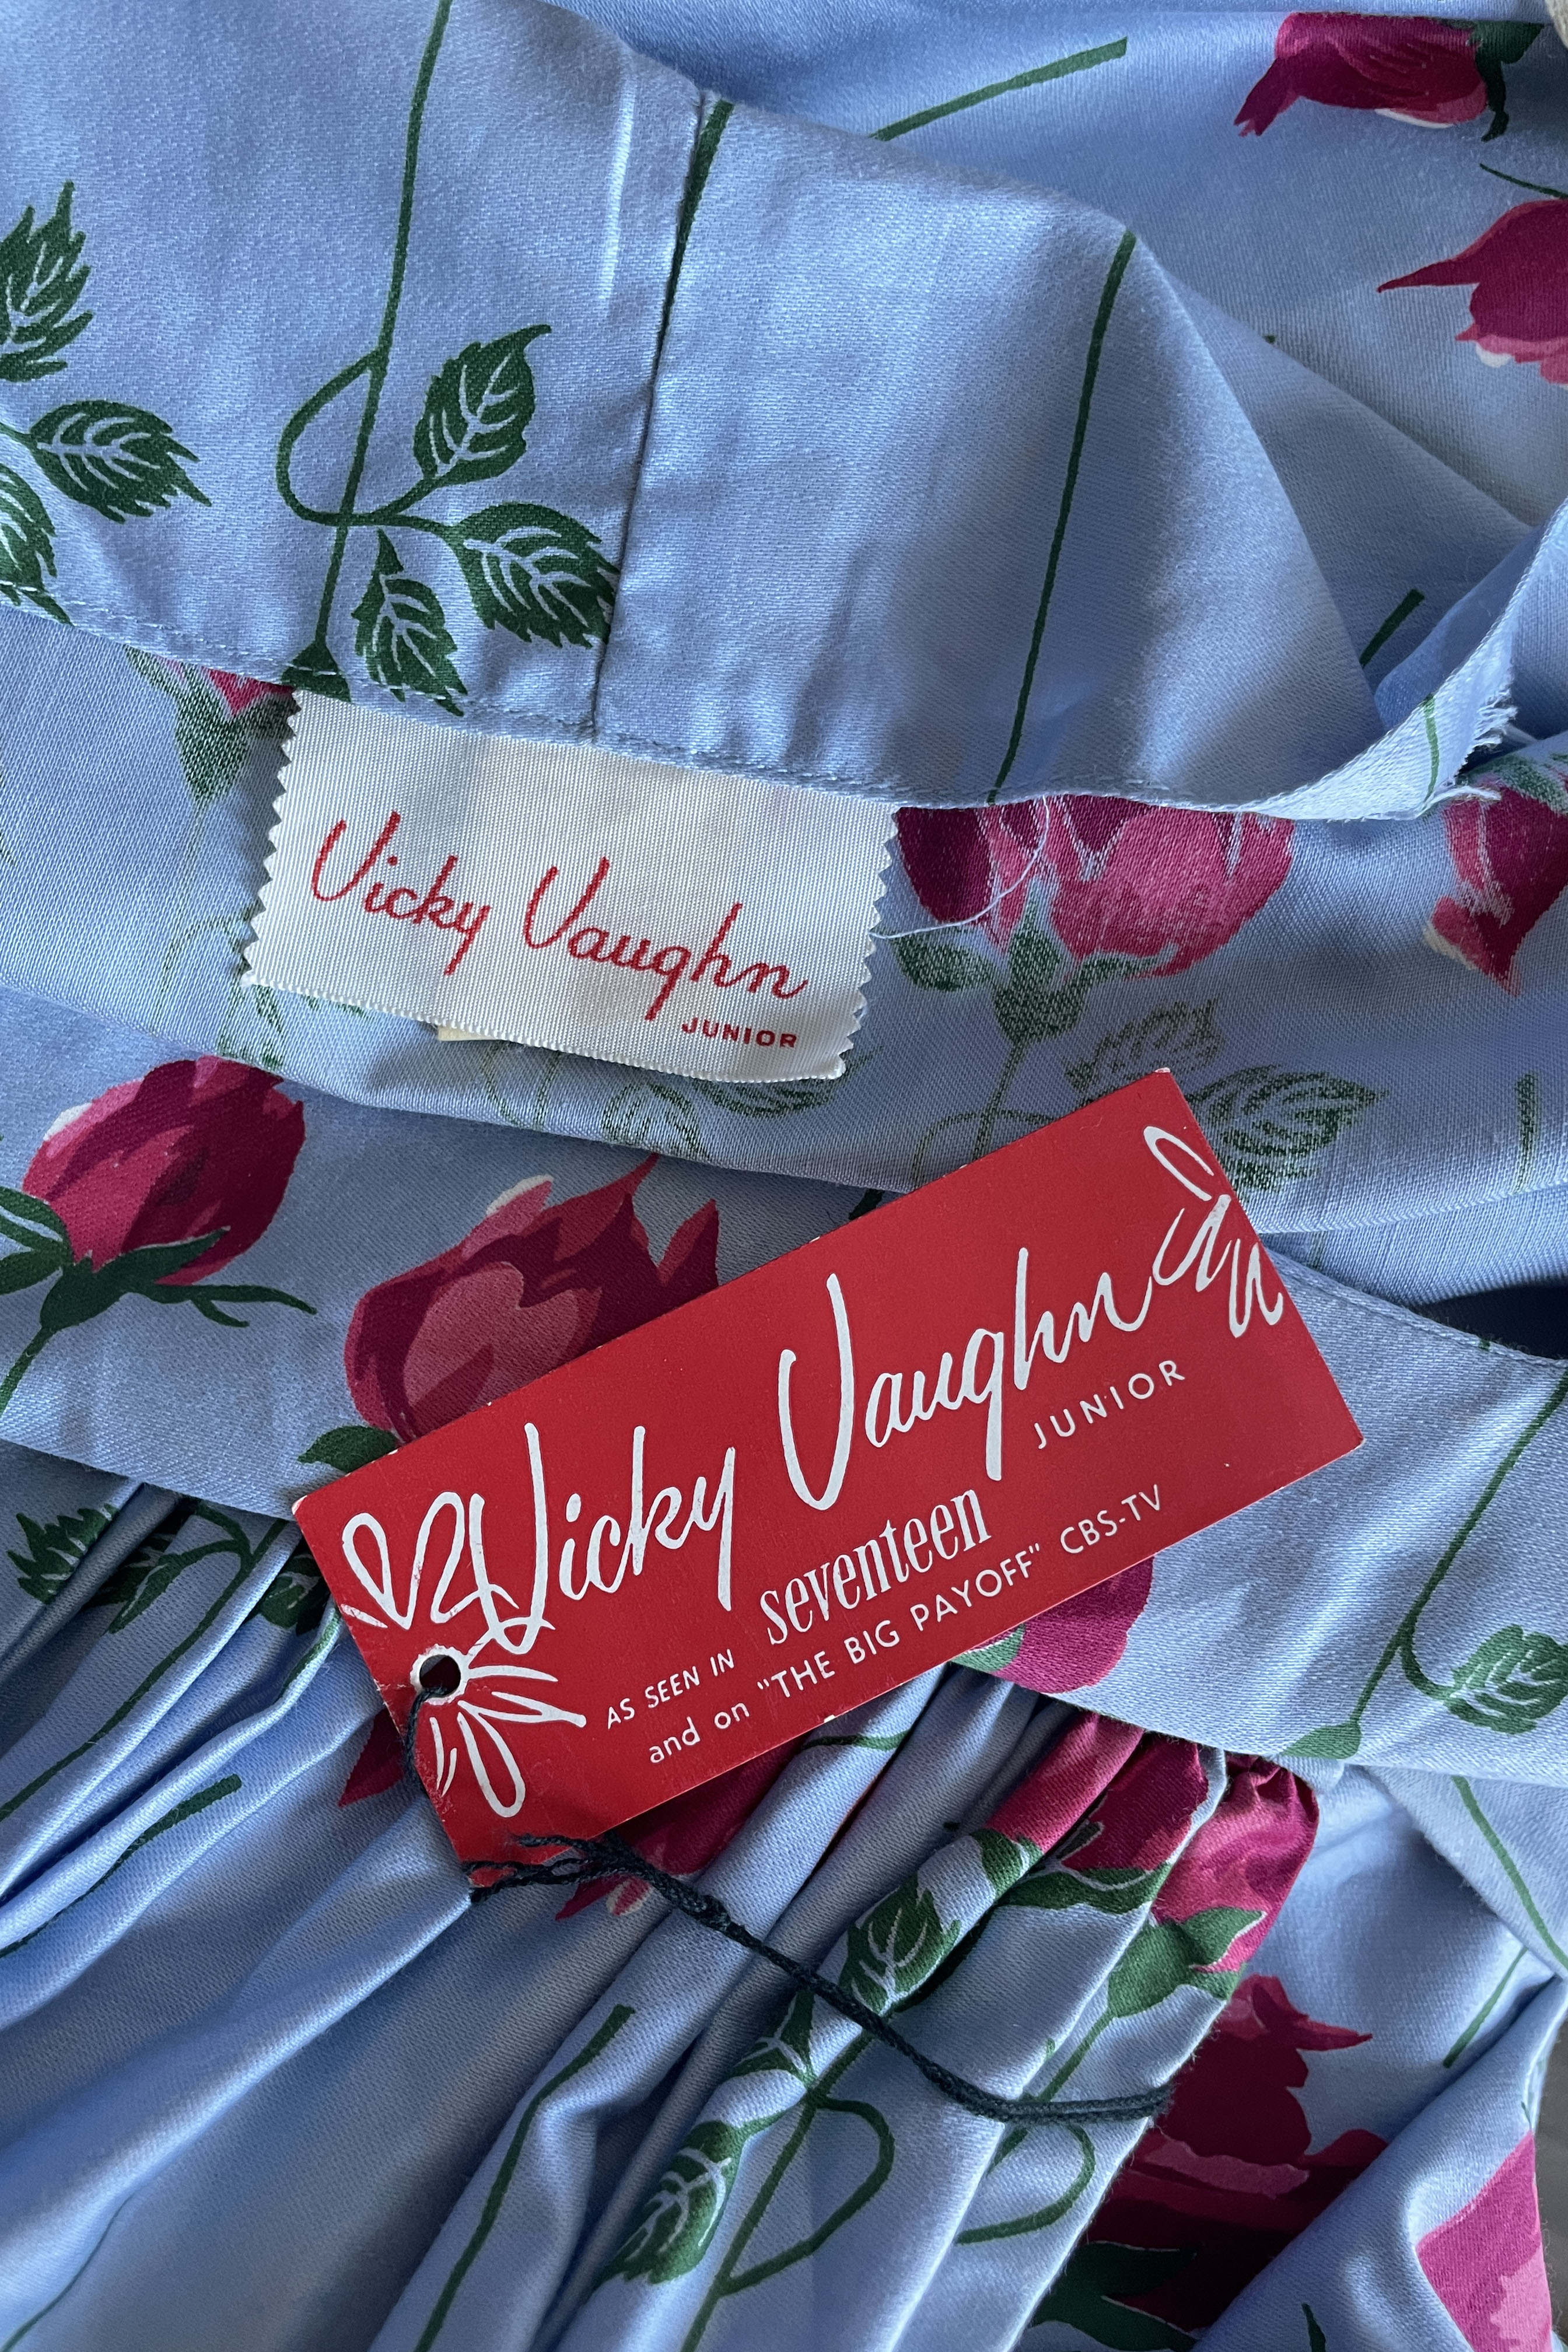 Vicky Vaughn
JUNIOR
Vicky Vaughn
JUNIOR
AS SEEN IN seventeen
and on "THE BIG PAYOFF" CBS-TV